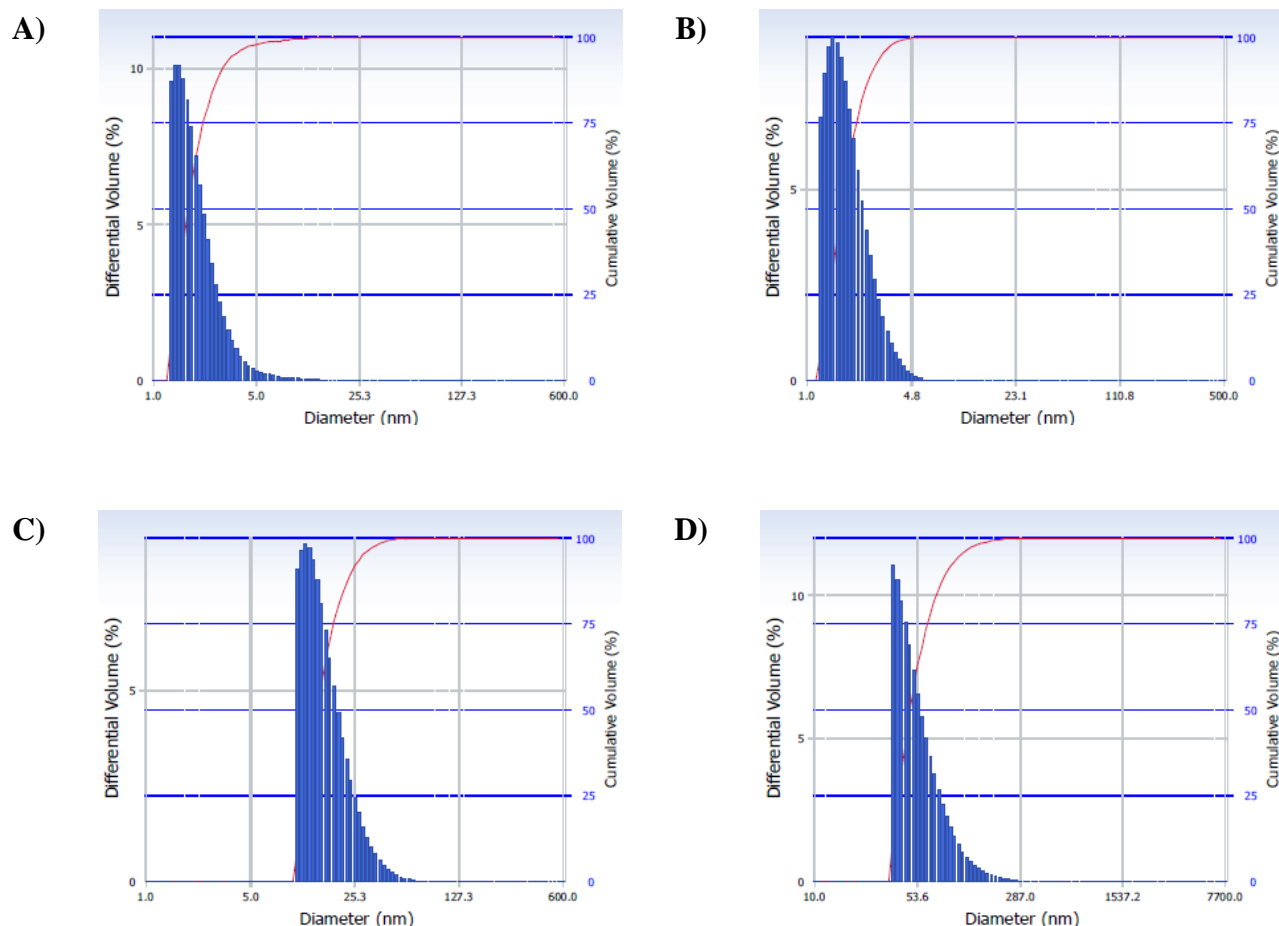 A)
Differential Volume (%)
10
5
0
100
75
50
25
0
Cumulative Volume (%)
1.0 5.0 25.3 127.3 600.0
Diameter (nm)
B)
Differential Volume (%)
5
0
100
75
50
25
0
Cumulative Volume (%)
1.0 4.8 23.1 110.8 500.0
Diameter (nm)
C)
Differential Volume (%)
5
0
100
75
50
25
0
Cumulative Volume (%)
1.0 5.0 25.3 127.3 600.0
Diameter (nm)
D)
Differential Volume (%)
10
5
0
100
75
50
25
0
Cumulative Volume (%)
10.0 53.6 287.0 1537.2 7700.0
Diameter (nm)